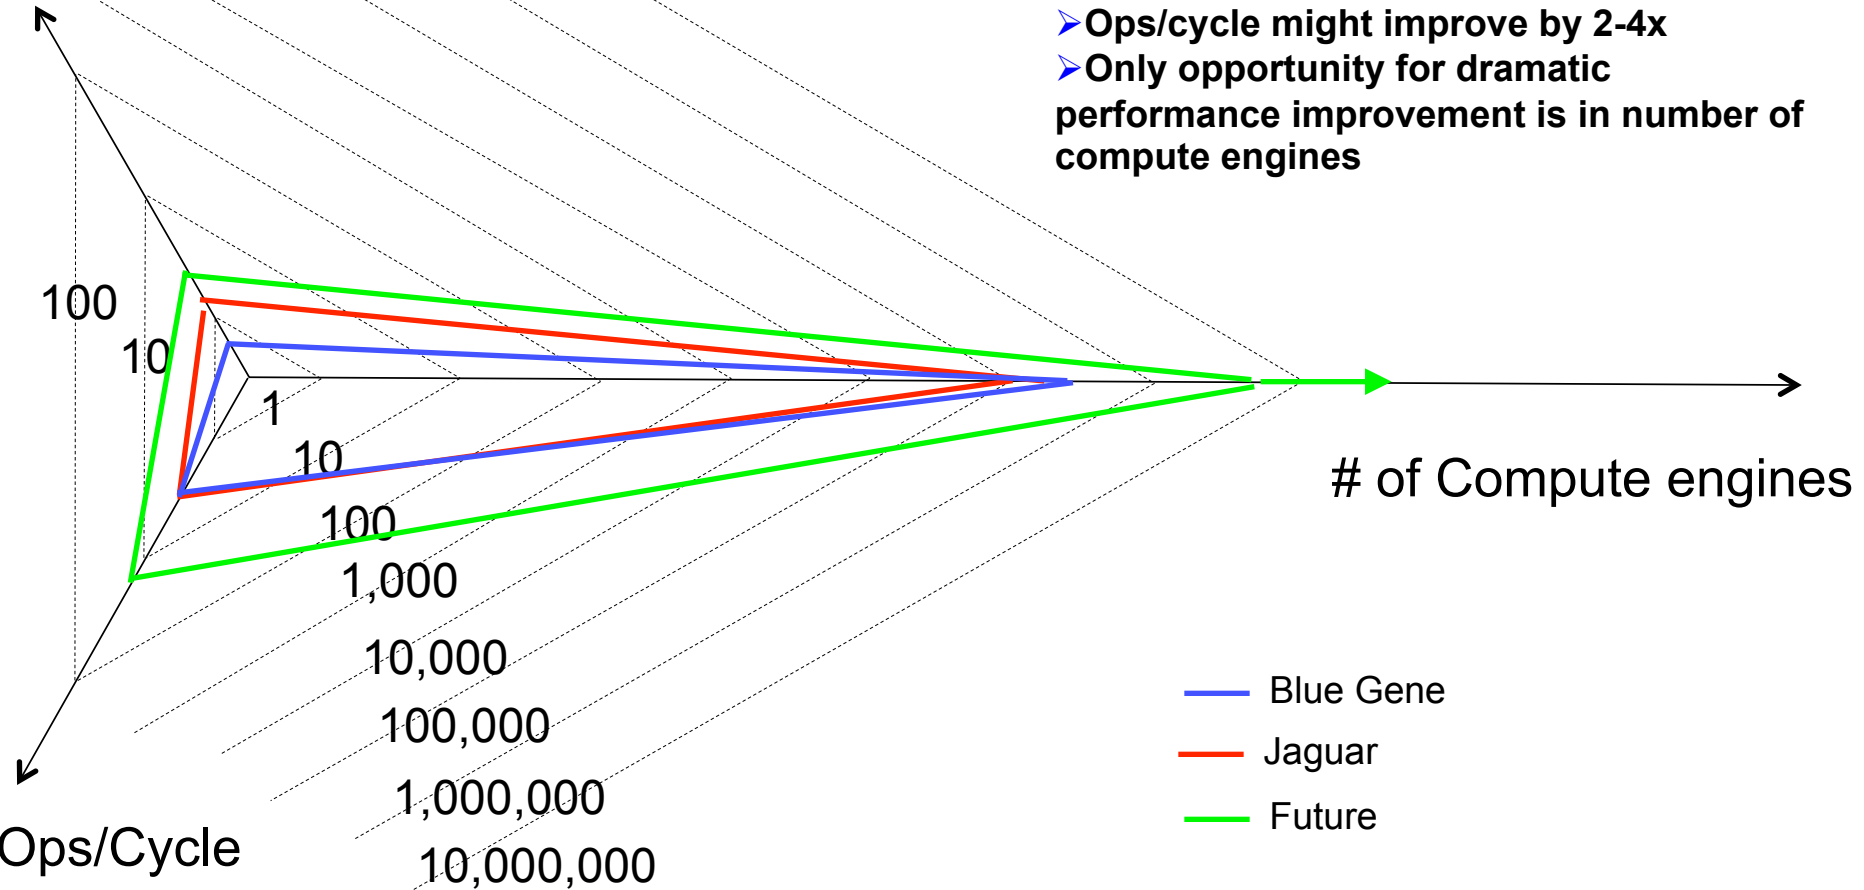 ➢Ops/cycle might improve by 2-4x
➢Only opportunity for dramatic
performance improvement is in number of
compute engines
100
10
1
10
100
1,000
10,000
100,000
1,000,000
10,000,000
# of Compute engines
Blue Gene
Jaguar
Future
Ops/Cycle